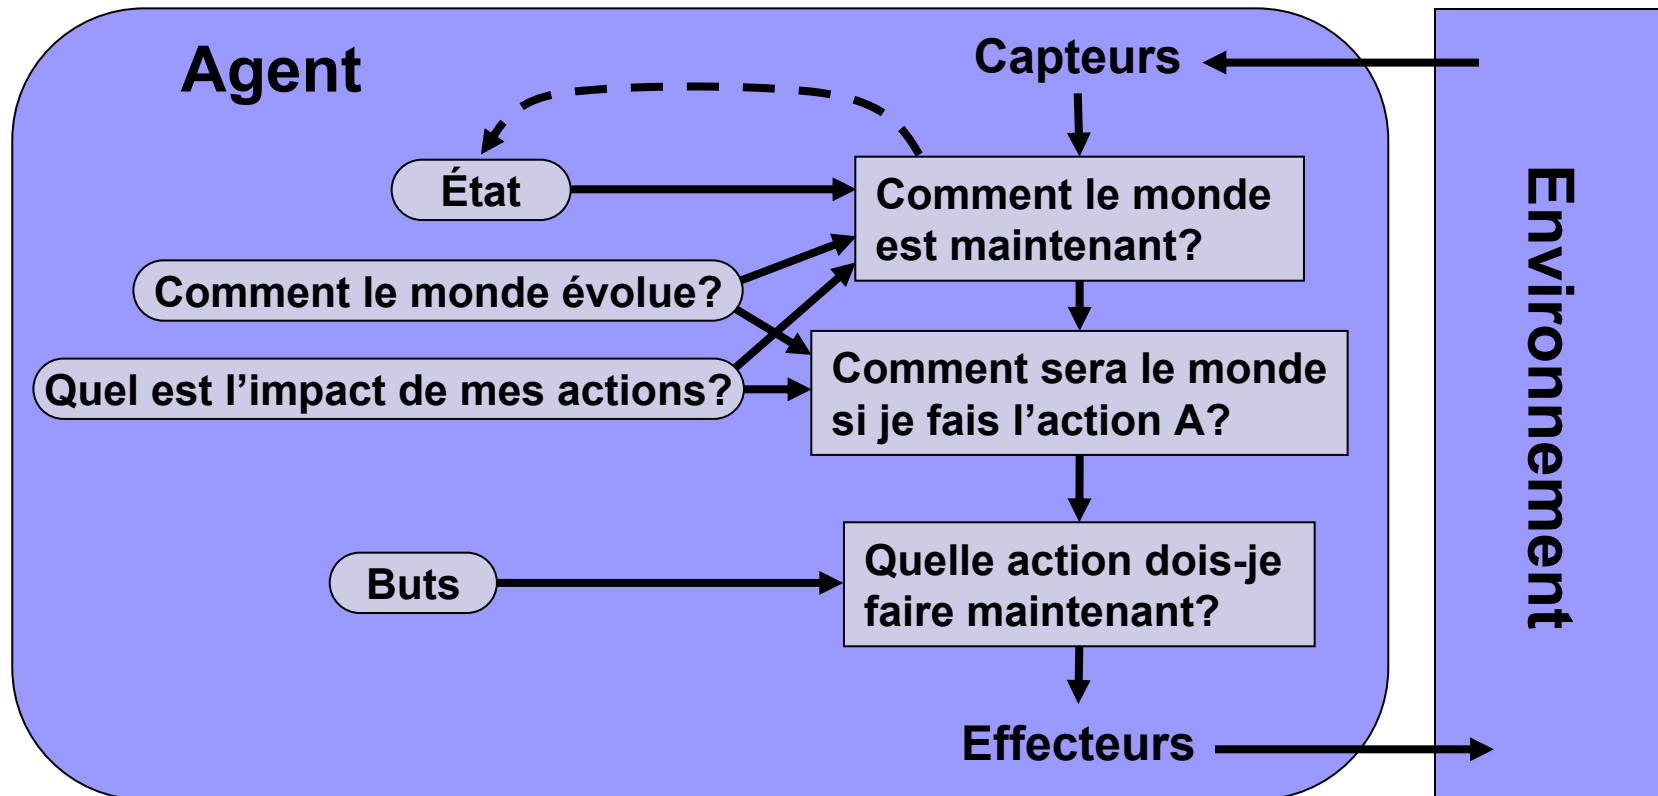 Agent
Capteurs
État
Comment le monde
est maintenant?
Comment le monde évolue?
Quel est l’impact de mes actions?
Comment sera le monde
si je fais l’action A?
Buts
Quelle action dois-je
faire maintenant?
Effecteurs
Environnement